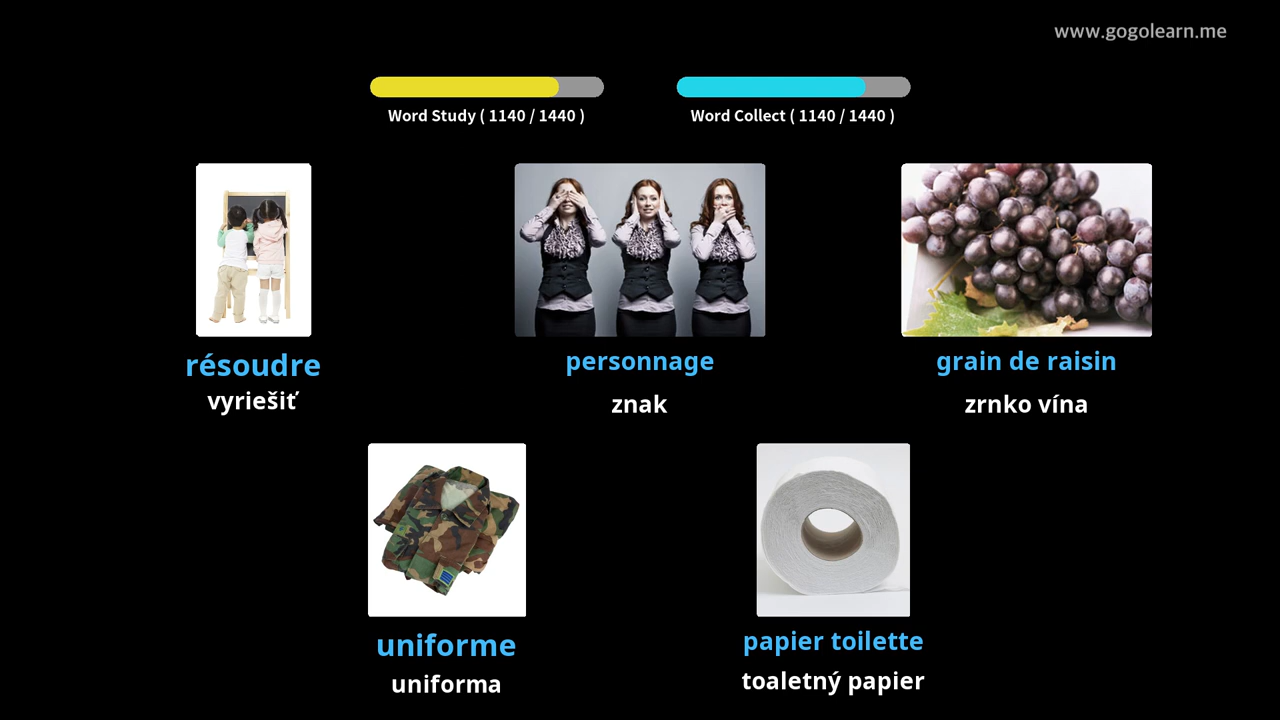 www.gogolearn.me
Word Study ( 1140 / 1440 )
Word Collect ( 1140 / 1440 )
résoudre
vyriešiť
personnage
znak
grain de raisin
zrnko vína
uniforme
uniforma
papier toilette
toaletný papier